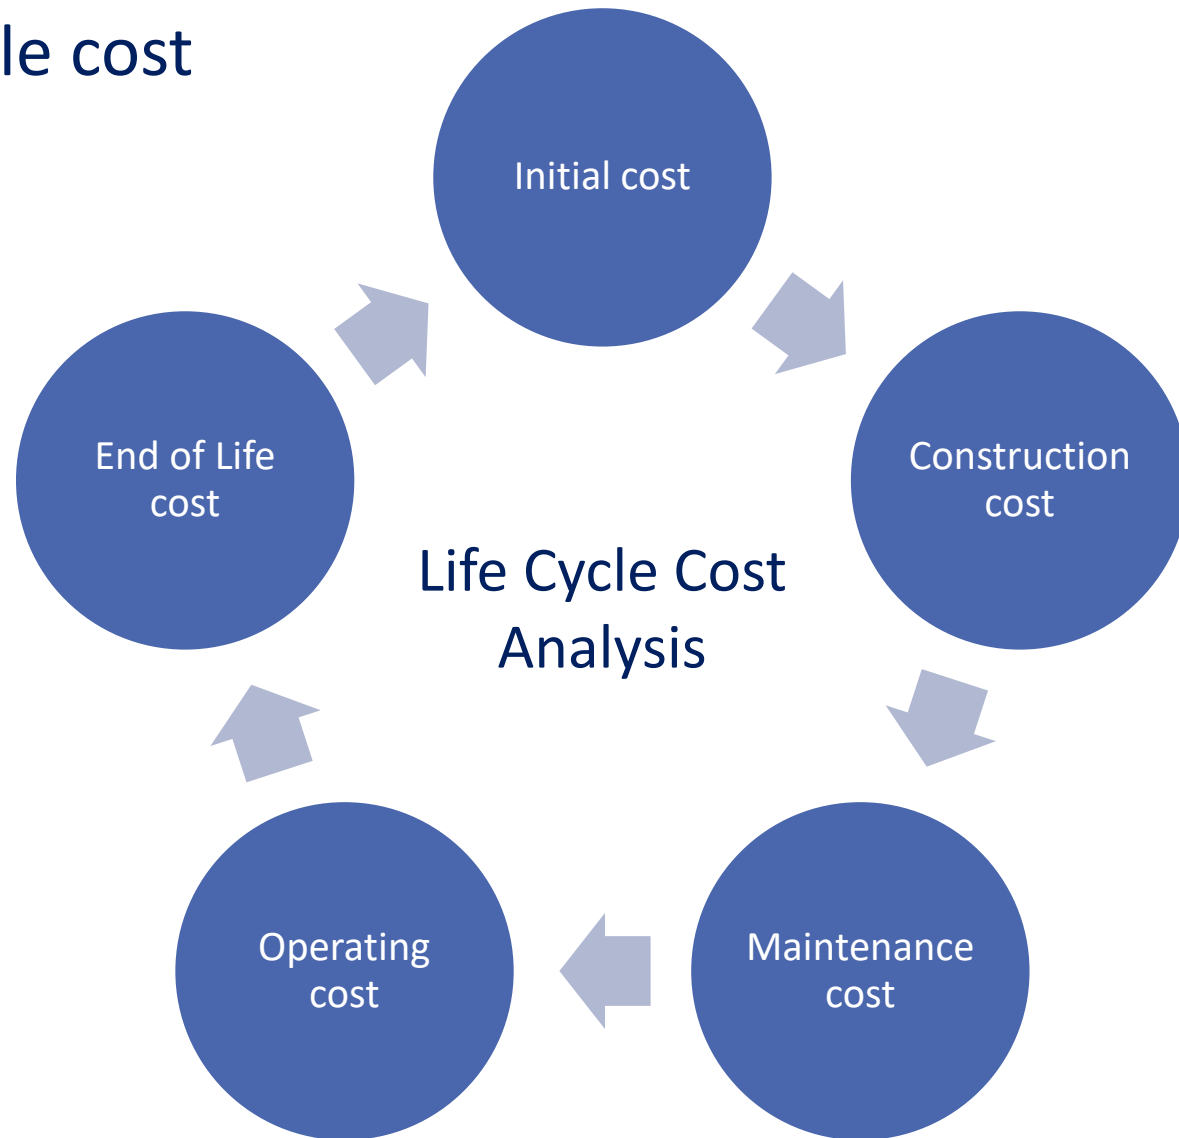 le cost
Initial cost
Construction
cost
Maintenance
cost
Operating
cost
End of Life
cost
Life Cycle Cost
Analysis